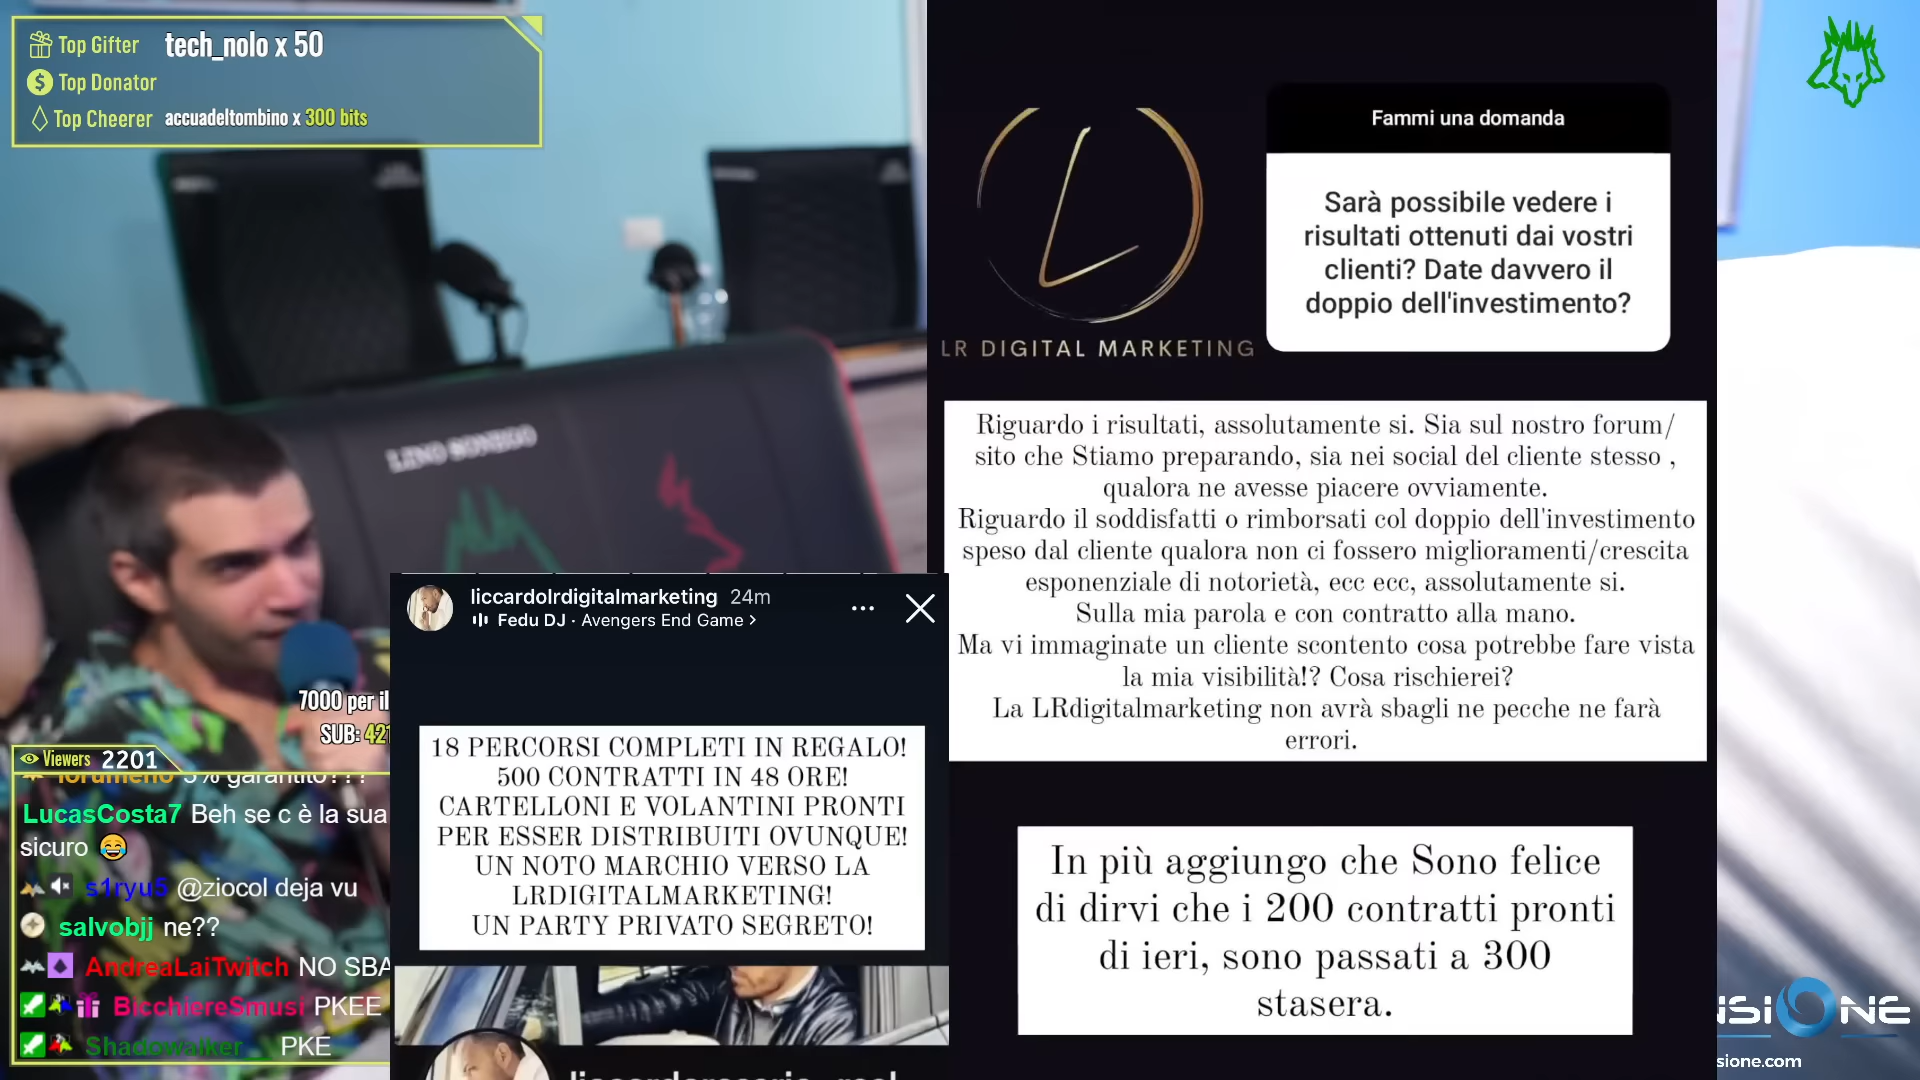 Top Gifter tech_nolo x 50
Top Donator
Top Cheerer accuadeltombino x 300 bits
LINO SONEGO
7000 per il
SUB: 421
Viewers 2201
LucasCosta7 Beh se c è la sua
sicuro 😂
s1ryu5 @ziocol deja vu
salvobjj ne??
AndreaLaiTwitch NO SBA
BicchiereSmusi PKEE
Shadowalker PKE
liccardolrdigitalmarketing 24m
Fedu DJ · Avengers End Game >
18 PERCORSI COMPLETI IN REGALO!
500 CONTRATTI IN 48 ORE!
CARTELLONI E VOLANTINI PRONTI
PER ESSER DISTRIBUITI OVUNQUE!
UN NOTO MARCHIO VERSO LA
LRDIGITALMARKETING!
UN PARTY PRIVATO SEGRETO!
LR DIGITAL MARKETING
Fammi una domanda
Sarà possibile vedere i
risultati ottenuti dai vostri
clienti? Date davvero il
doppio dell'investimento?
Riguardo i risultati, assolutamente si. Sia sul nostro forum/
sito che Stiamo preparando, sia nei social del cliente stesso ,
qualora ne avesse piacere ovviamente.
Riguardo il soddisfatti o rimborsati col doppio dell'investimento
speso dal cliente qualora non ci fossero miglioramenti/crescita
esponenziale di notorietà, ecc ecc, assolutamente si.
Sulla mia parola e con contratto alla mano.
Ma vi immaginate un cliente scontento cosa potrebbe fare vista
la mia visibilità!? Cosa rischierei?
La LRdigitalmarketing non avrà sbagli ne pecche ne farà
errori.
In più aggiungo che Sono felice
di dirvi che i 200 contratti pronti
di ieri, sono passati a 300
stasera.
NSIONE
sione.com